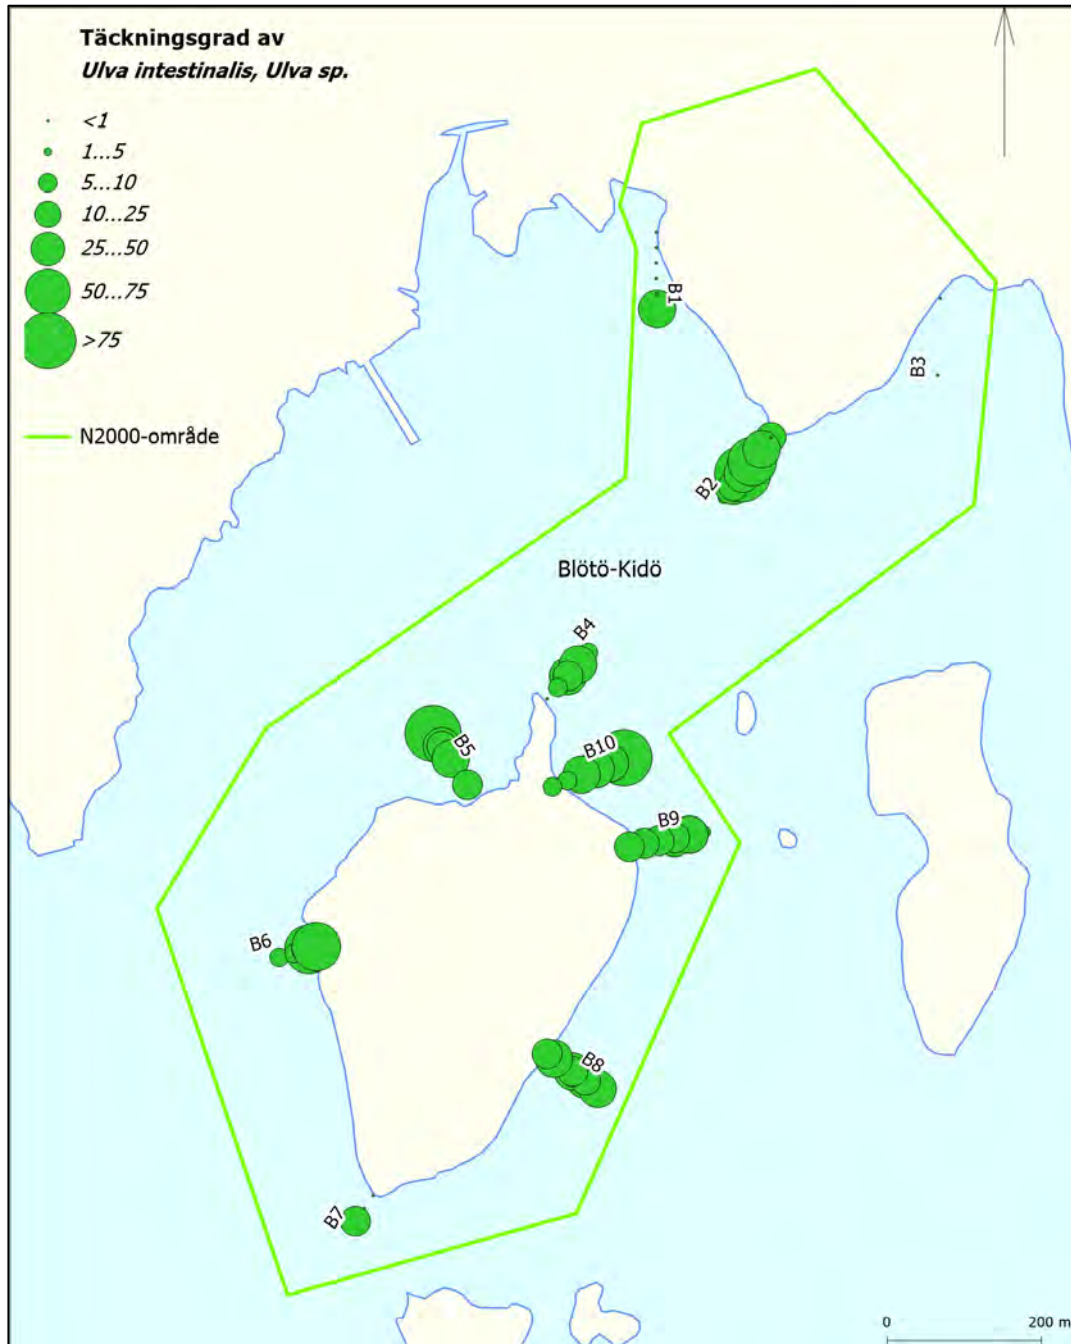 Täckningsgrad av
Ulva intestinalis, Ulva sp.
<1
1...5
5...10
10...25
25...50
50...75
>75
N2000-område
B1
B3
B2
Blötö-Kidö
B4
B5
B10
B9
B6
B8
B7
0 200 m